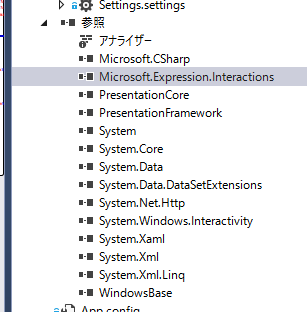 Settings.settings
参照
アナライザー
Microsoft.CSharp
Microsoft.Expression.Interactions
PresentationCore
PresentationFramework
System
System.Core
System.Data
System.Data.DataSetExtensions
System.Net.Http
System.Windows.Interactivity
System.Xaml
System.Xml
System.Xml.Linq
WindowsBase
App.config